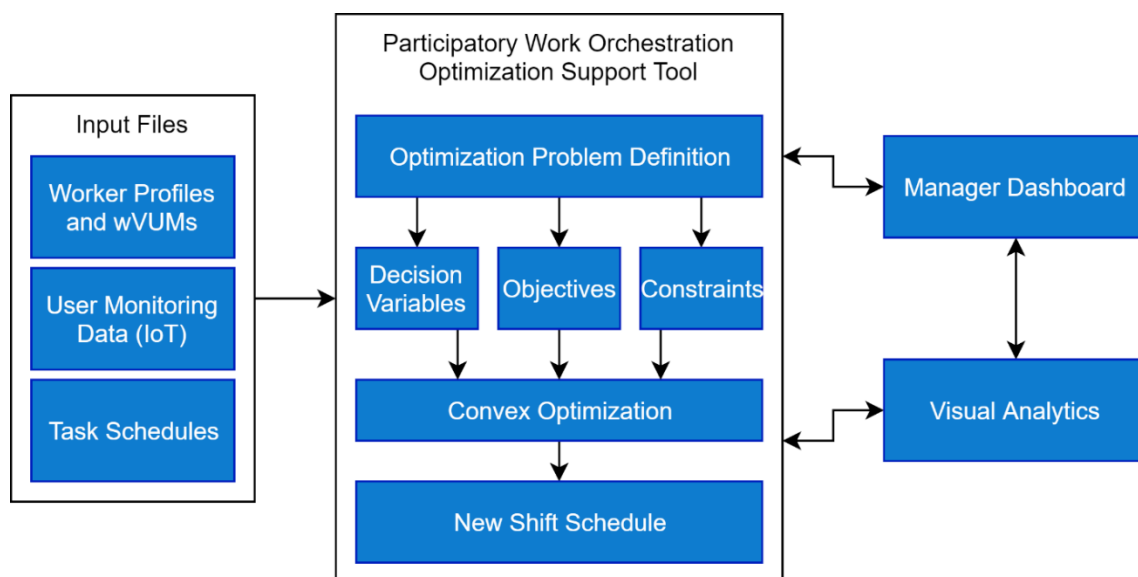 Participatory Work Orchestration
Optimization Support Tool
Input Files
Worker Profiles
and wVUMs
User Monitoring
Data (IoT)
Task Schedules
Optimization Problem Definition
Decision
Variables
Objectives
Constraints
Convex Optimization
New Shift Schedule
Manager Dashboard
Visual Analytics